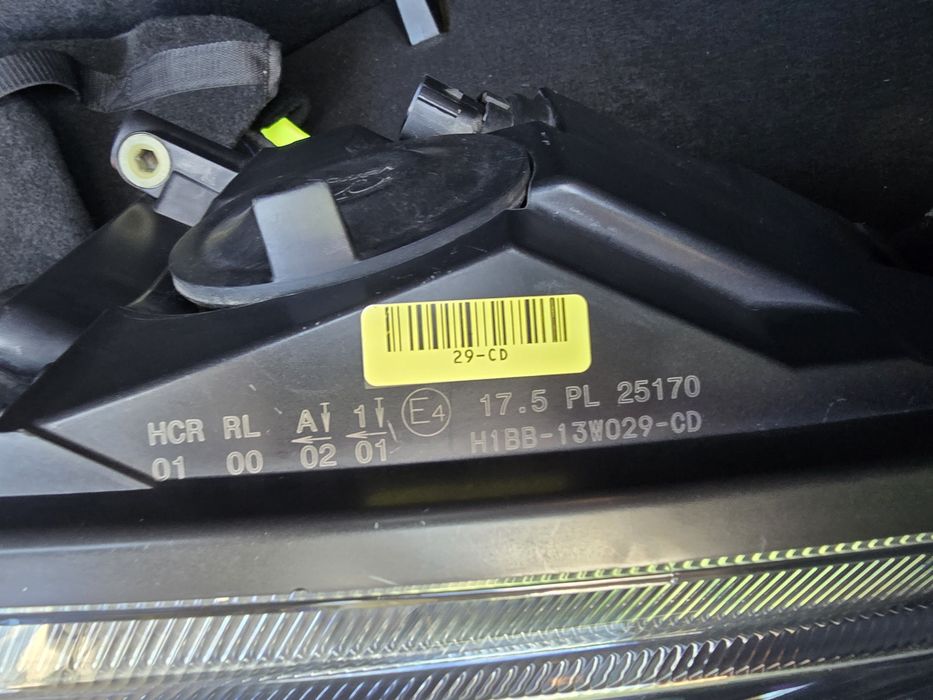 29-CD
HCR RL A 1 E4 17.5 PL 25170
01 00 02 01 H1BB-13W029-CD